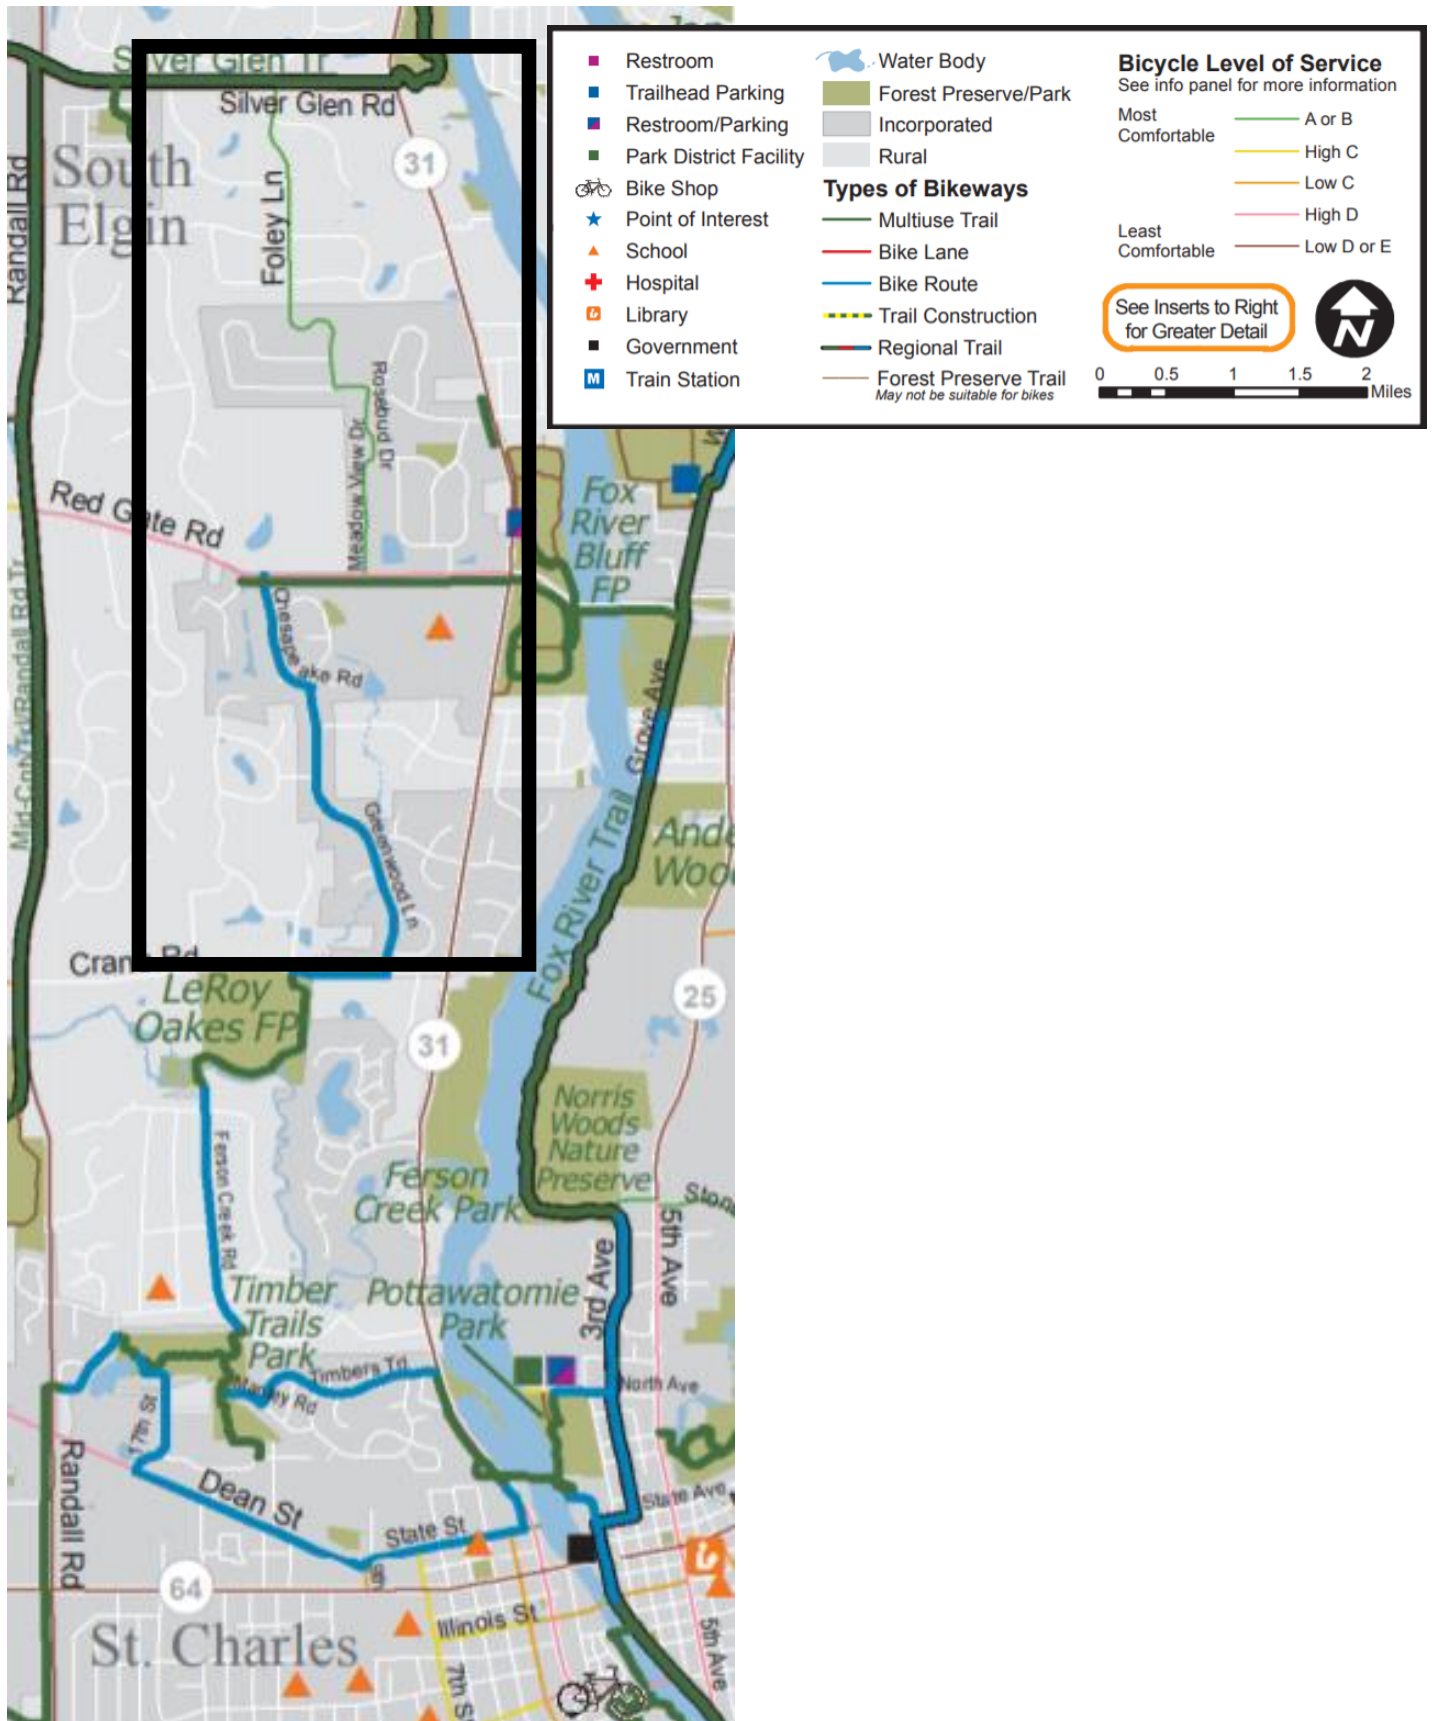 Silver Glen Tr
Silver Glen Rd
South
Elgin
31
Randall Rd
Foley Ln
Rosebud Dr
Meadow View Dr
Red Gate Rd
Fox
River
Bluff
FP
Chesapeake Rd
Mid-Cnty Tr/Randall Rd Tr
Grove Ave
Greenwood Ln
Fox River Trail
Crane Rd
LeRoy
Oakes FP
31
25
Norris
Woods
Nature
Preserve
Ferson
Creek Park
Ferson Creek Rd
5th Ave
3rd Ave
Timber
Trails
Park
Pottawatomie
Park
Timbers Trl
North Ave
17th St
Randall Rd
Dean St
State St
State Ave
64
St. Charles
Illinois St
7th St
5th Ave
Restroom
Trailhead Parking
Restroom/Parking
Park District Facility
Bike Shop
Point of Interest
School
Hospital
Library
Government
M Train Station
Water Body
Forest Preserve/Park
Incorporated
Rural
Types of Bikeways
Multiuse Trail
Bike Lane
Bike Route
Trail Construction
Regional Trail
Forest Preserve Trail
May not be suitable for bikes
Bicycle Level of Service
See info panel for more information
Most
Comfortable
A or B
High C
Low C
High D
Least
Comfortable
Low D or E
See Inserts to Right
for Greater Detail
N
0 0.5 1 1.5 2
Miles